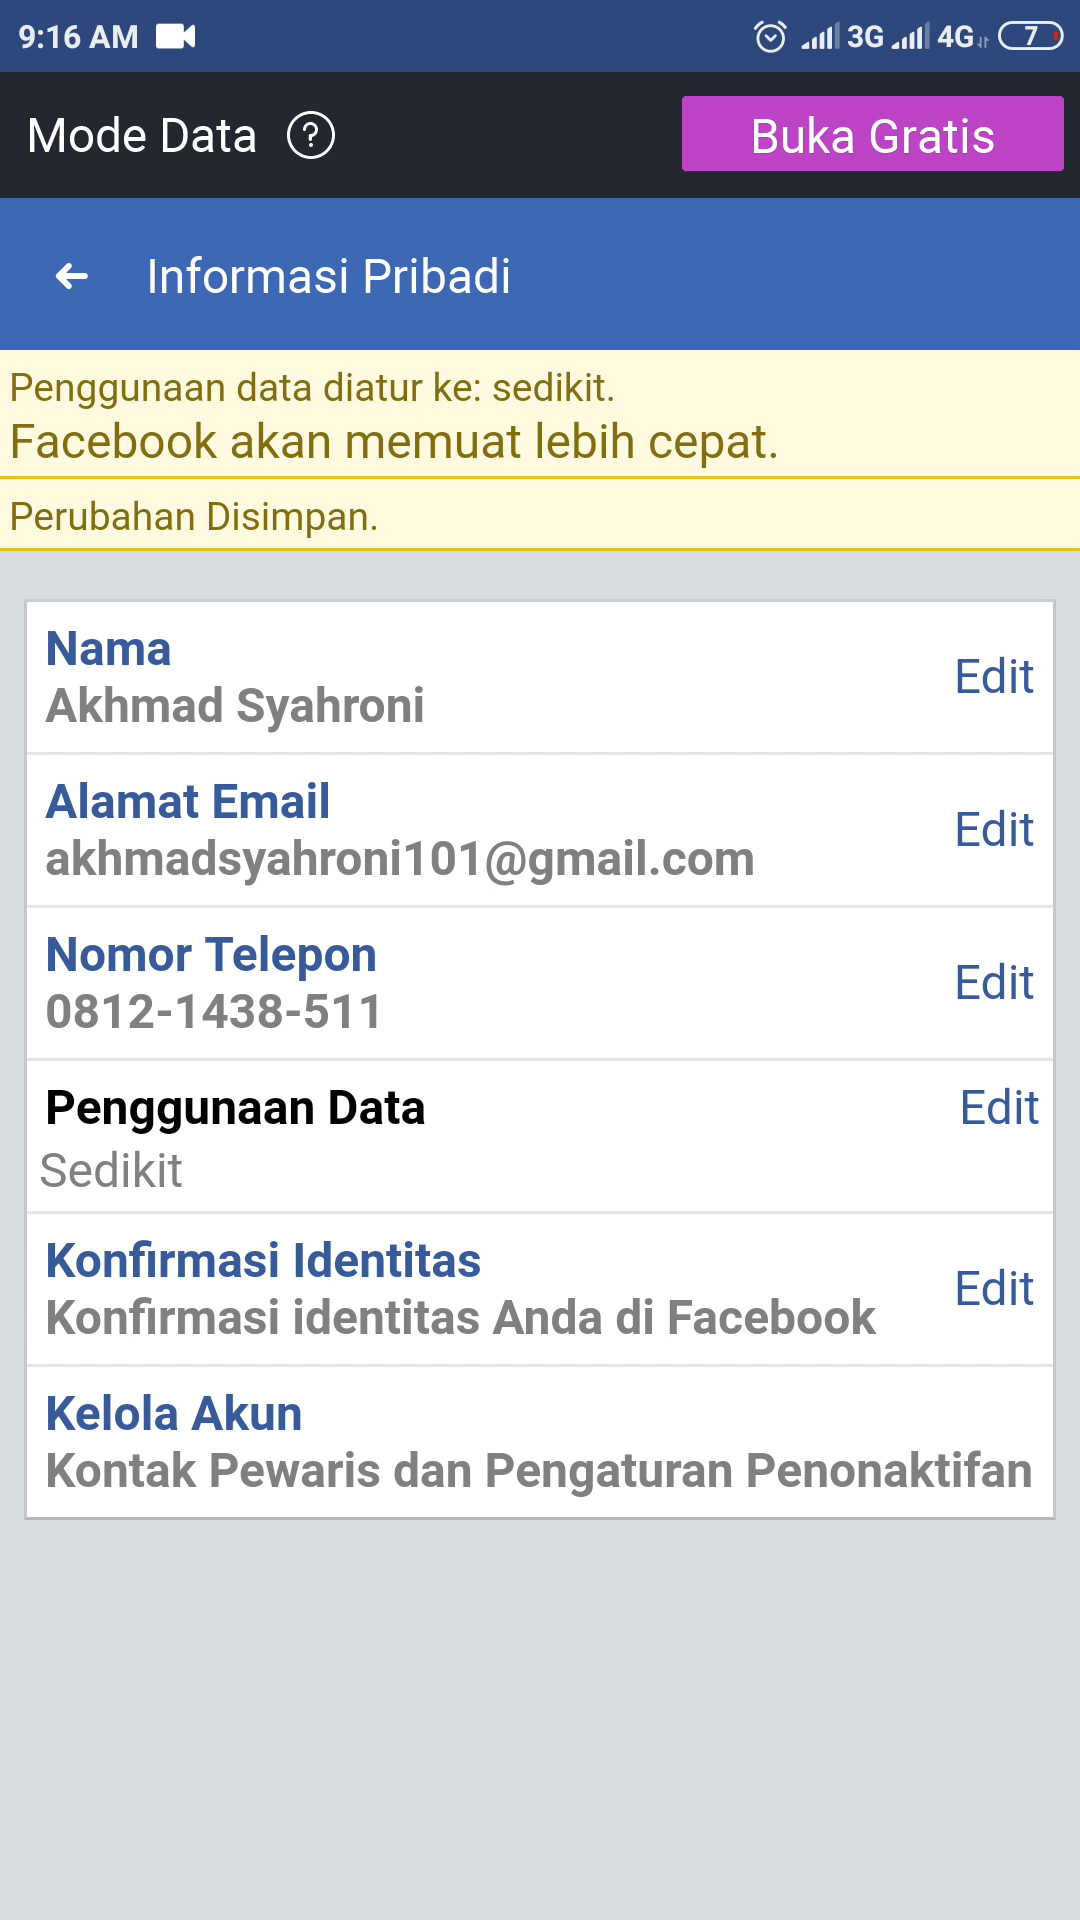 9:16 AM 3G 4G 7
Mode Data ? Buka Gratis
Informasi Pribadi
Penggunaan data diatur ke: sedikit.
Facebook akan memuat lebih cepat.
Perubahan Disimpan.
Nama
Akhmad Syahroni
Edit
Alamat Email
akhmadsyahroni101@gmail.com
Edit
Nomor Telepon
0812-1438-511
Edit
Penggunaan Data Edit
Sedikit
Konfirmasi Identitas
Konfirmasi identitas Anda di Facebook
Edit
Kelola Akun
Kontak Pewaris dan Pengaturan Penonaktifan